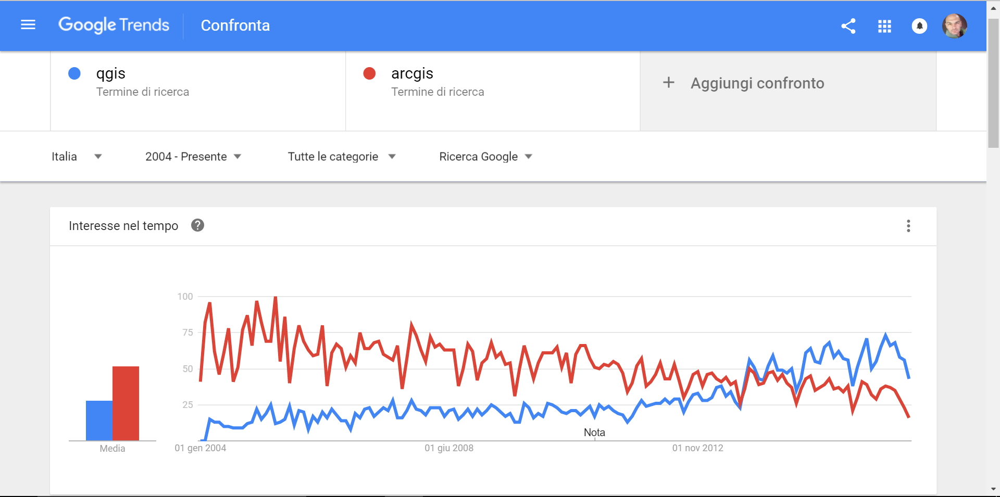 Google Trends Confronta
qgis
Termine di ricerca
arcgis
Termine di ricerca
+ Aggiungi confronto
Italia 2004 - Presente Tutte le categorie Ricerca Google
Interesse nel tempo ?
100
75
50
25
Nota
Media
01 gen 2004 01 giu 2008 01 nov 2012